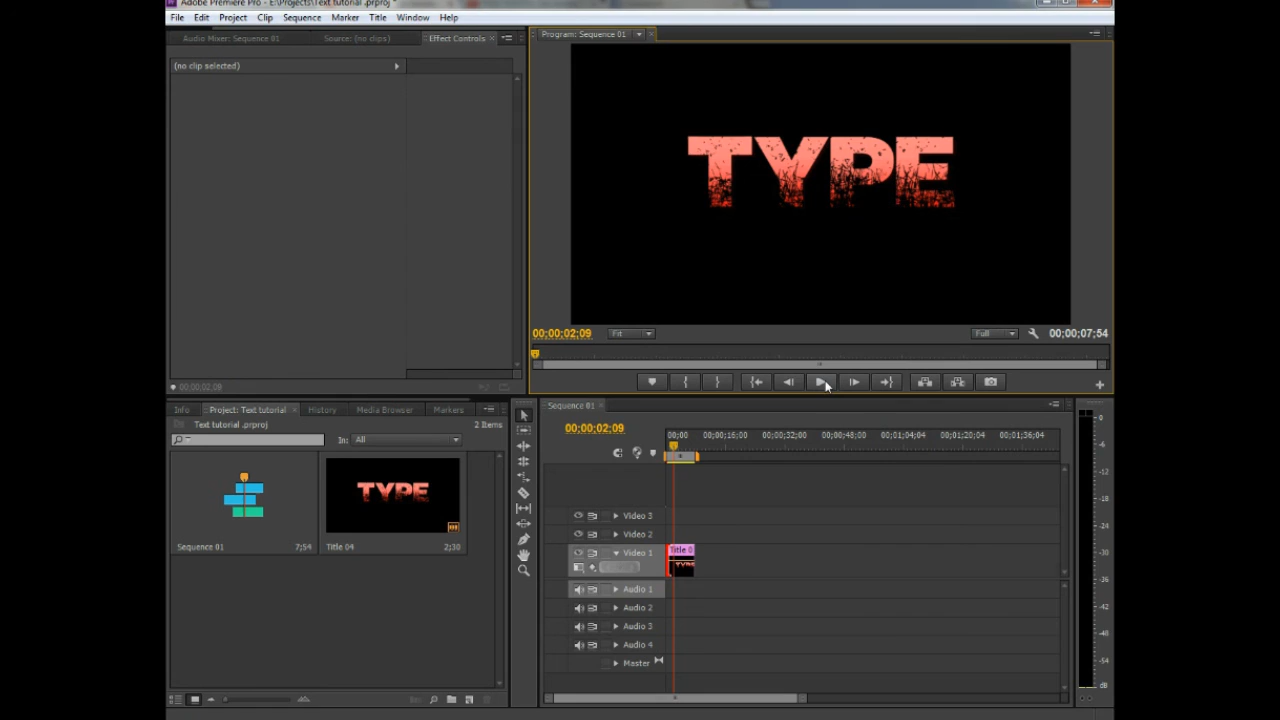 Adobe Premiere Pro - E:\Projects\Text tutorial .prproj *
File Edit Project Clip Sequence Marker Title Window Help
Audio Mixer: Sequence 01 Source: (no clips) Effect Controls
Program: Sequence 01
(no clip selected)
TYPE
00;00;02;09 Fit Full 00;00;07;54
00;00;02;09
Info Project: Text tutorial History Media Browser Markers
Text tutorial .prproj 2 Items
In: All
TYPE
Sequence 01 7;54 Title 04 2;30
Sequence 01
00;00;02;09
;00;00 00;00;16;00 00;00;32;00 00;00;48;00 00;01;04;04 00;01;20;04 00;01;36;04
Video 3
Video 2
Video 1 Title 0
TYPE
Audio 1
Audio 2
Audio 3
Audio 4
Master
0
-6
-12
-18
-24
-30
-36
-42
-48
-54
dB